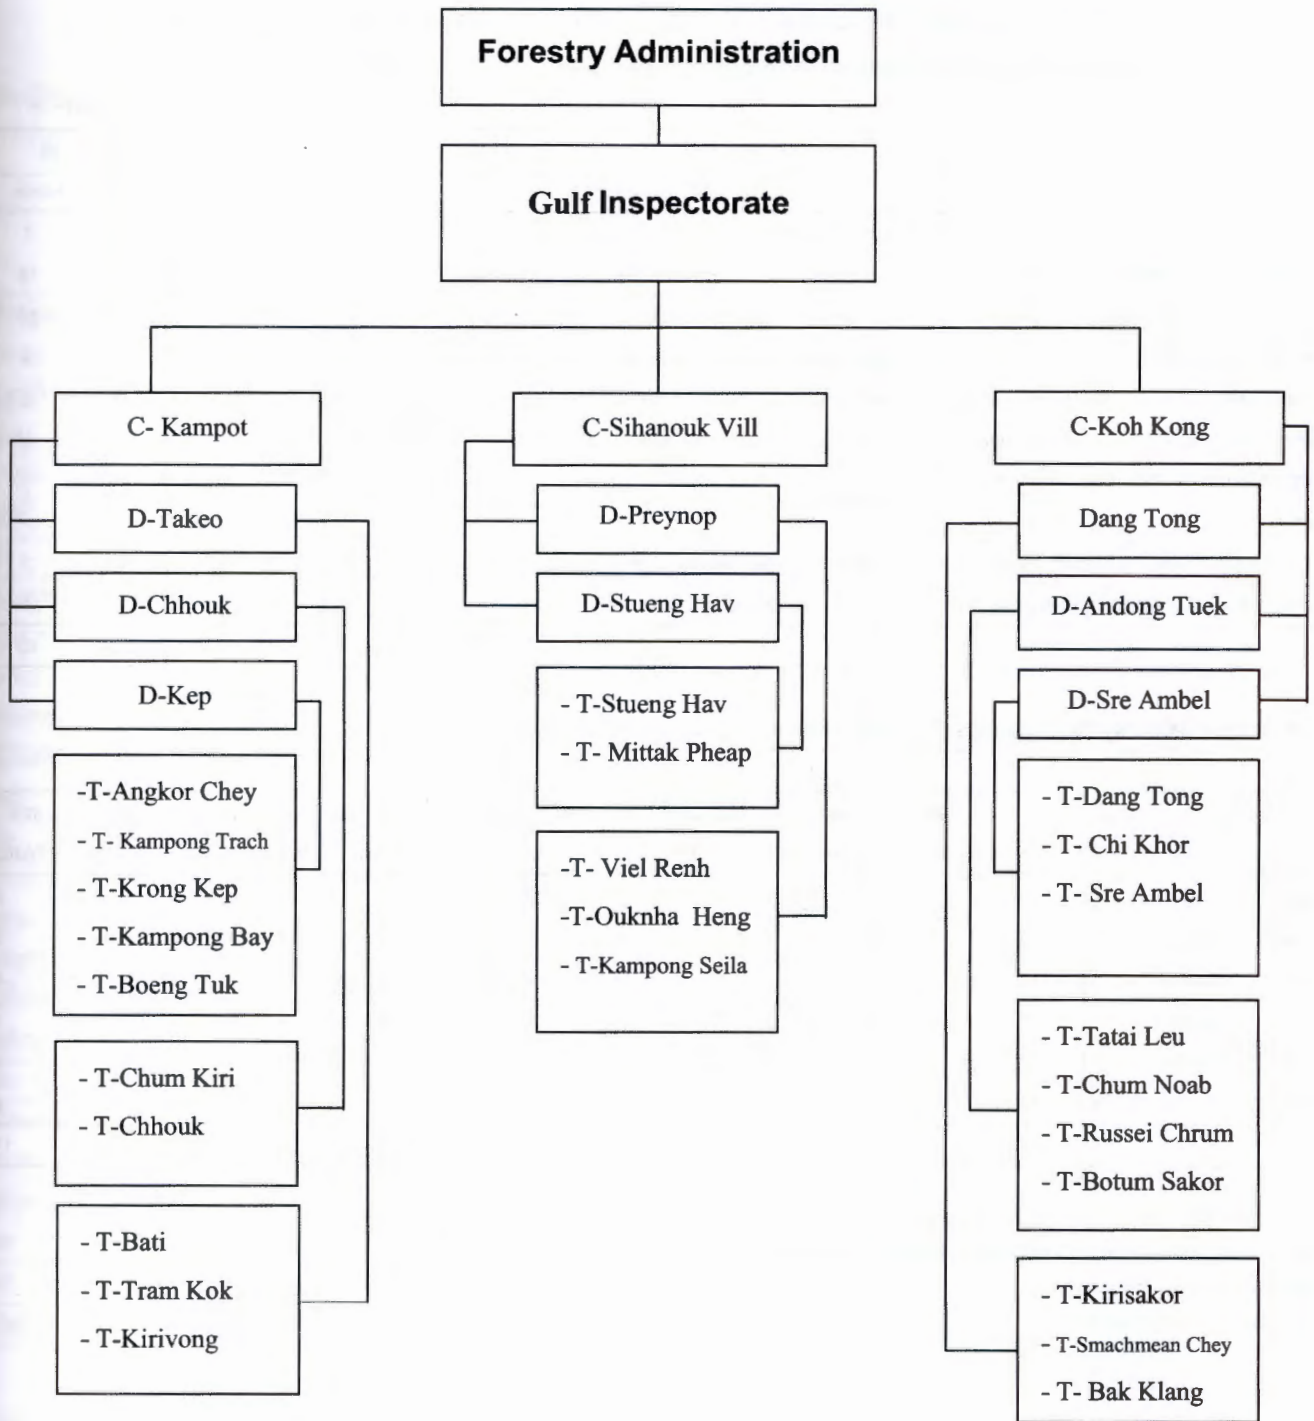 Forestry Administration
Gulf Inspectorate
C- Kampot
D-Takeo
D-Chhouk
D-Kep
-T-Angkor Chey
- T- Kampong Trach
- T-Krong Kep
- T-Kampong Bay
- T-Boeng Tuk
- T-Chum Kiri
- T-Chhouk
- T-Bati
- T-Tram Kok
- T-Kirivong
C-Sihanouk Vill
D-Preynop
D-Stueng Hav
- T-Stueng Hav
- T- Mittak Pheap
-T- Viel Renh
-T-Ouknha Heng
- T-Kampong Seila
C-Koh Kong
Dang Tong
D-Andong Tuek
D-Sre Ambel
- T-Dang Tong
- T- Chi Khor
- T- Sre Ambel
- T-Tatai Leu
- T-Chum Noab
- T-Russei Chrum
- T-Botum Sakor
- T-Kirisakor
- T-Smachmean Chey
- T- Bak Klang